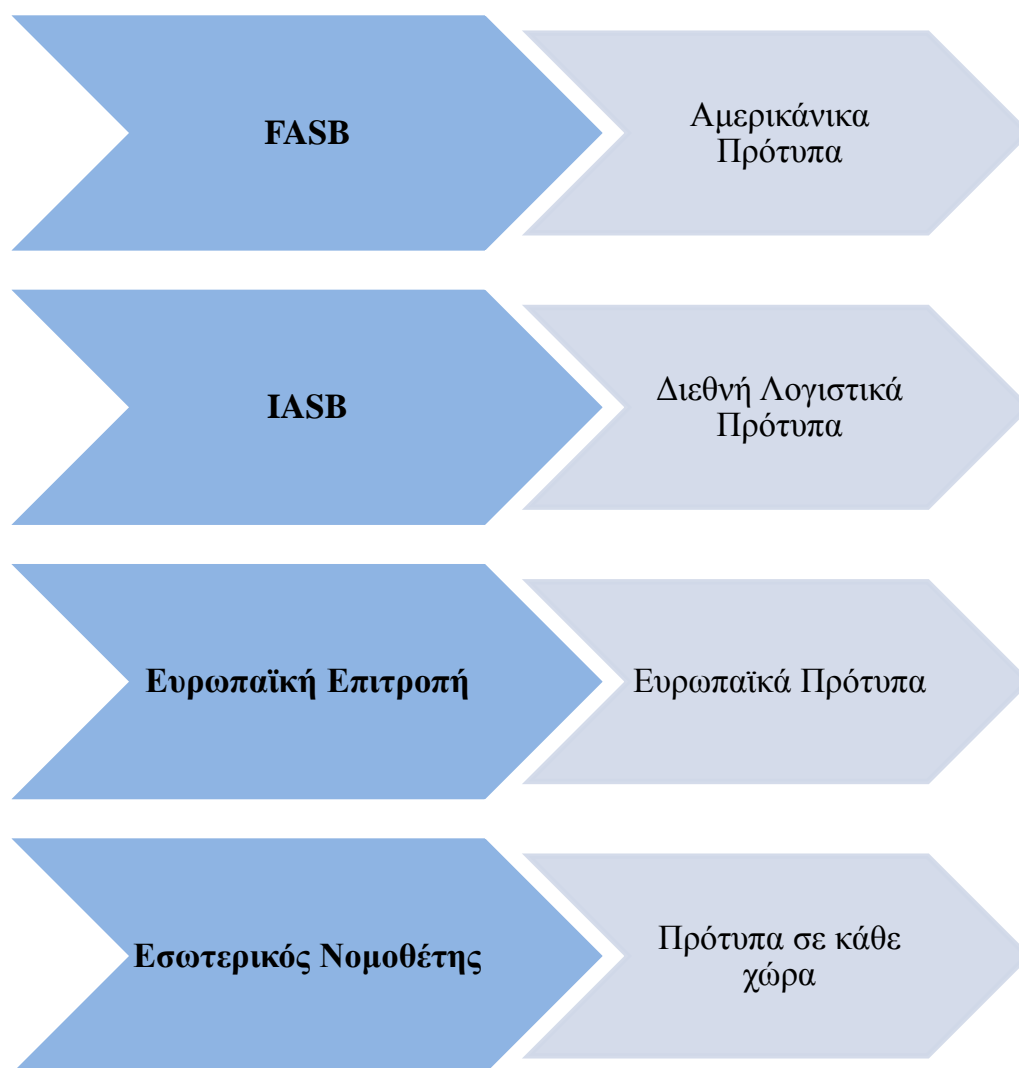 FASB
Αμερικάνικα
Πρότυπα
IASB
Διεθνή Λογιστικά
Πρότυπα
Ευρωπαϊκή Επιτροπή
Ευρωπαϊκά Πρότυπα
Εσωτερικός Νομοθέτης
Πρότυπα σε κάθε
χώρα